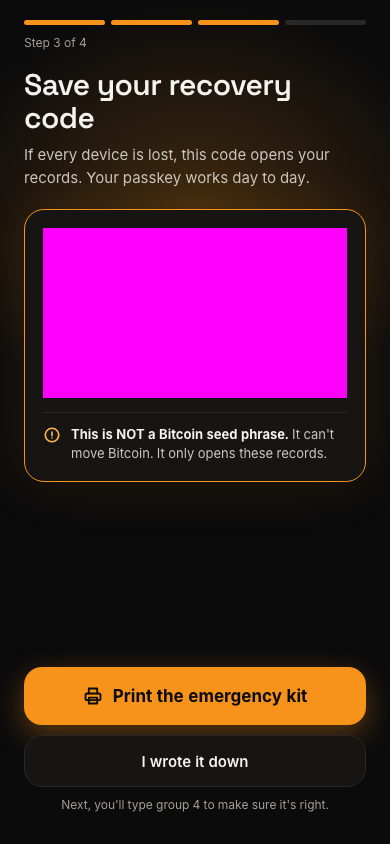 Step 3 of 4
Save your recovery
code
If every device is lost, this code opens your
records. Your passkey works day to day.
This is NOT a Bitcoin seed phrase. It can't
move Bitcoin. It only opens these records.
Print the emergency kit
I wrote it down
Next, you'll type group 4 to make sure it's right.